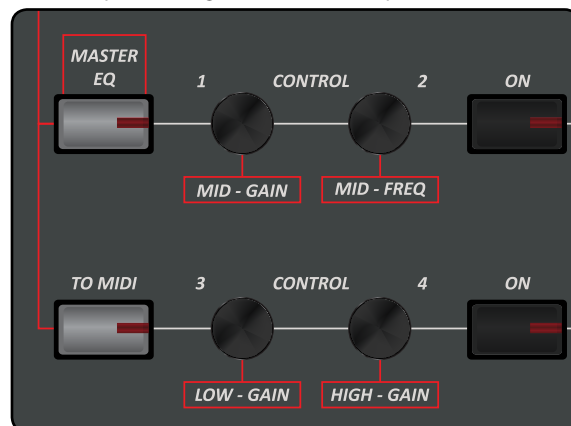 MASTER
EQ
1 CONTROL 2 ON
MID - GAIN MID - FREQ
TO MIDI 3 CONTROL 4 ON
LOW - GAIN HIGH - GAIN